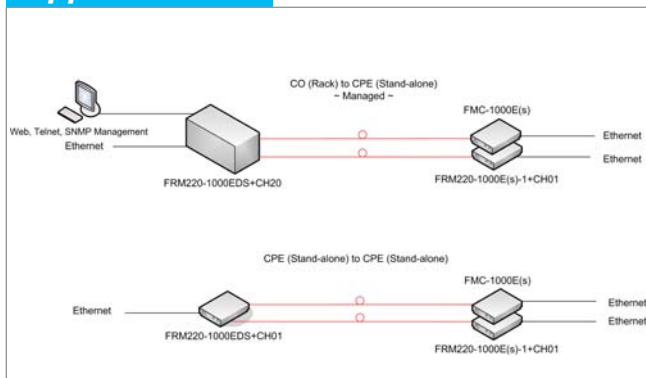 CO (Rack) to CPE (Stand-alone)
~ Managed ~
FMC-1000E(s)
Web, Telnet, SNMP Management
Ethernet
Ethernet
Ethernet
FRM220-1000EDS+CH20
FRM220-1000E(s)-1+CH01
CPE (Stand-alone) to CPE (Stand-alone)
FMC-1000E(s)
Ethernet
Ethernet
Ethernet
FRM220-1000EDS+CH01
FRM220-1000E(s)-1+CH01